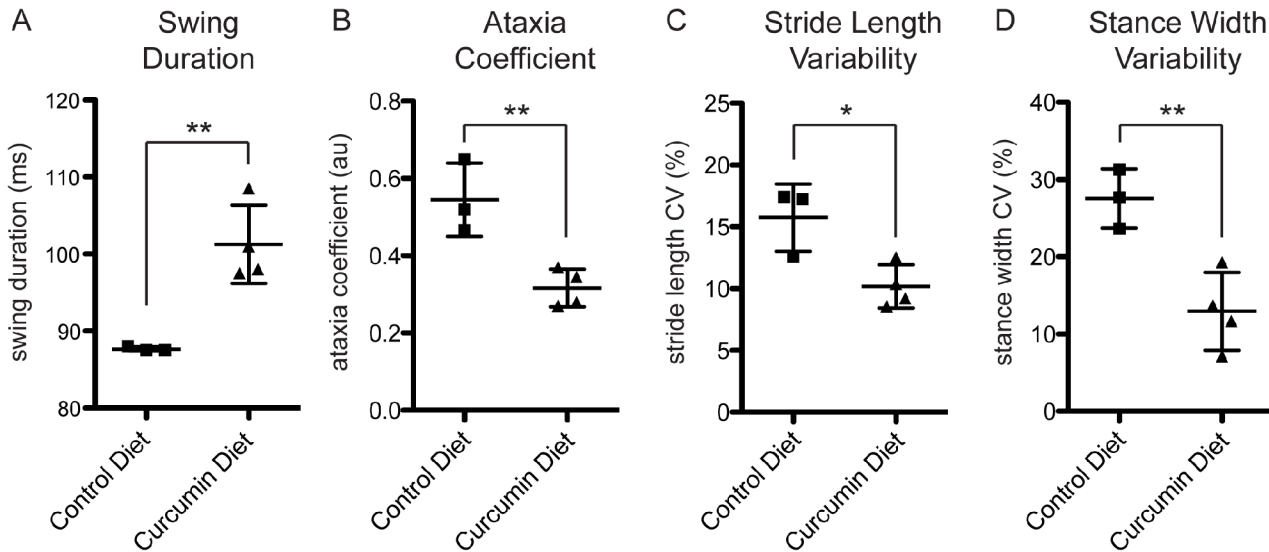 A
Swing
Duration
swing duration (ms)
120
110
100
90
80
**
Control Diet
Curcumin Diet
B
Ataxia
Coefficient
ataxia coefficient (au)
0.8
0.6
0.4
0.2
0.0
**
Control Diet
Curcumin Diet
C
Stride Length
Variability
stride length CV (%)
25
20
15
10
5
0
*
Control Diet
Curcumin Diet
D
Stance Width
Variability
stance width CV (%)
40
30
20
10
0
**
Control Diet
Curcumin Diet